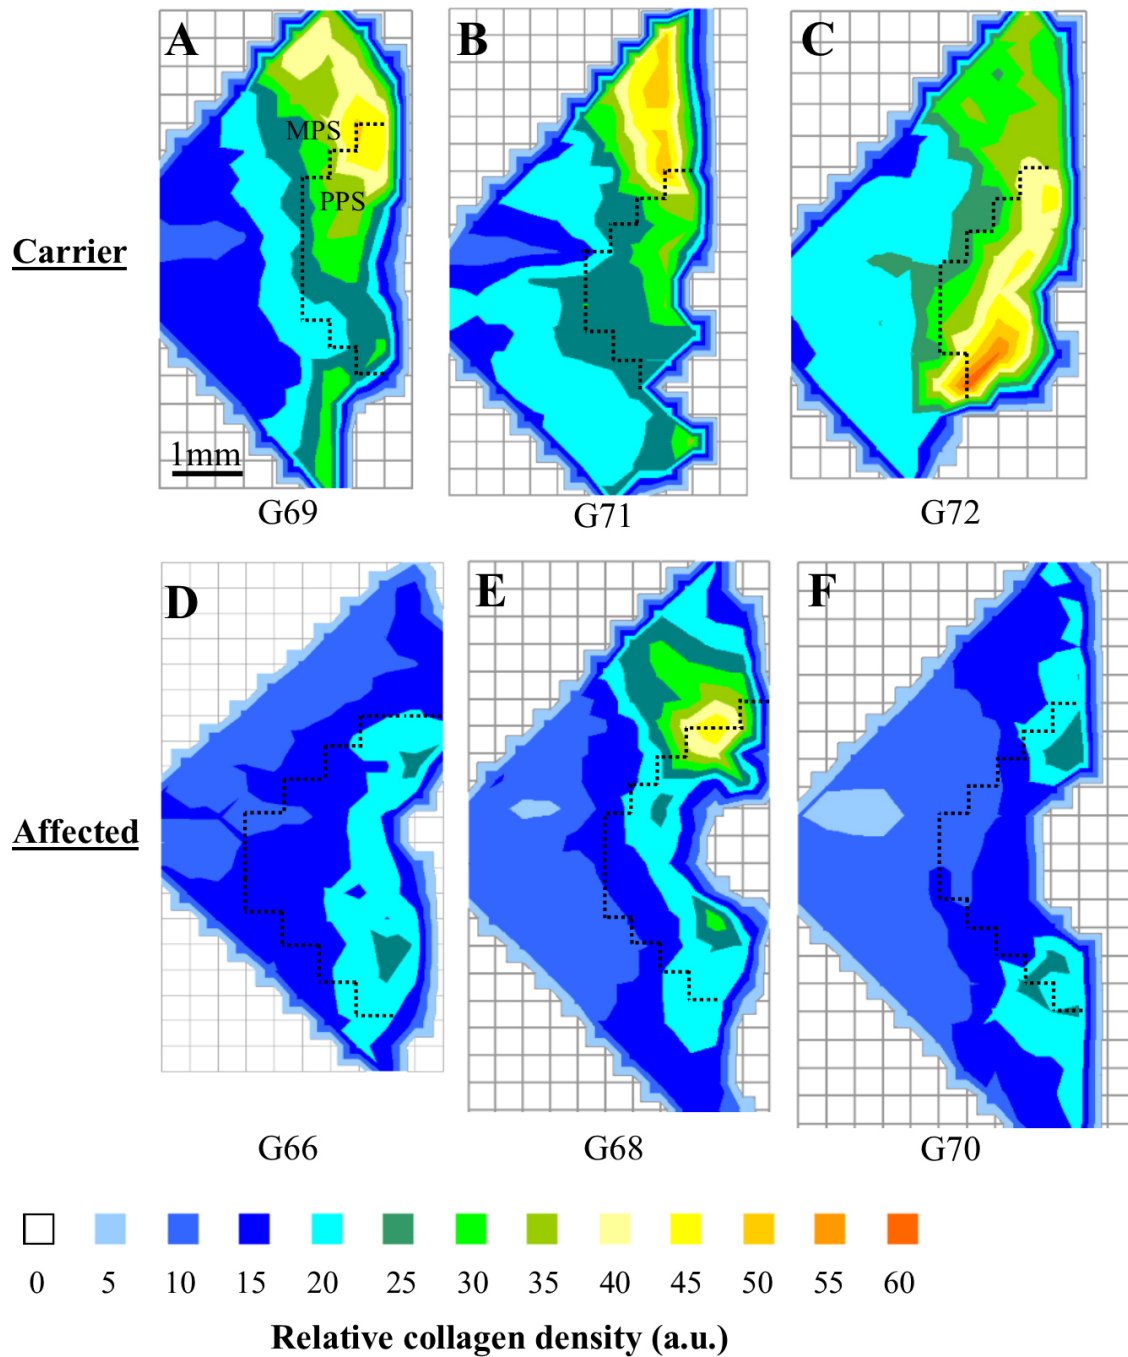 A
B
C
MPS
PPS
Carrier
1mm
G69
G71
G72
D
E
F
Affected
G66
G68
G70
0 5 10 15 20 25 30 35 40 45 50 55 60
Relative collagen density (a.u.)